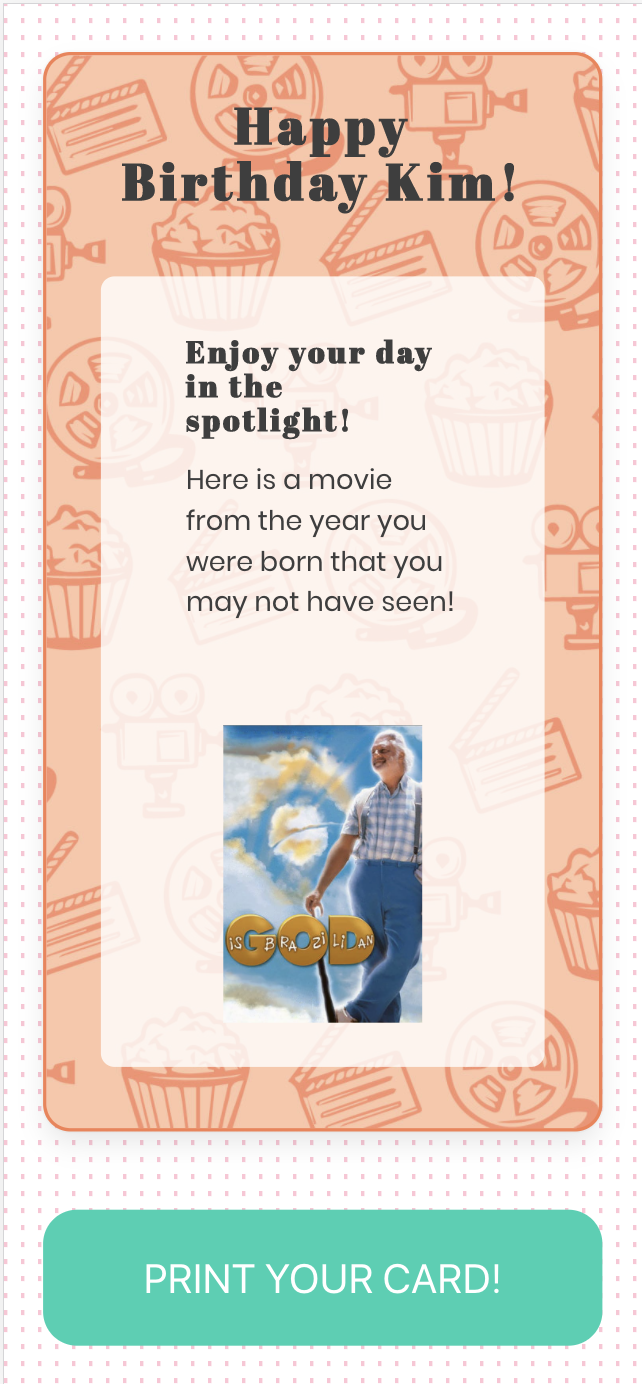 Happy
Birthday Kim!
Enjoy your day
in the
spotlight!
Here is a movie
from the year you
were born that you
may not have seen!
GOD
iS BRAZiLiAN
PRINT YOUR CARD!